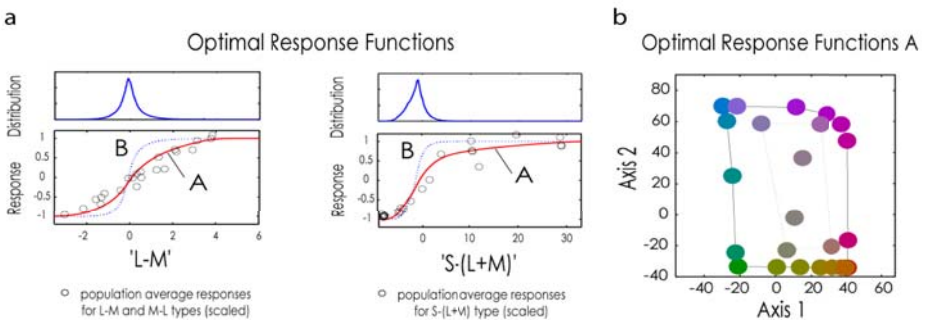 a
Optimal Response Functions
Distribution
Response
1
0.5
0
-0.5
-1
B
A
-2 0 2 4 6
'L-M'
population average responses
for L-M and M-L types (scaled)
Distribution
Response
1
0.5
0
-0.5
-1
B
A
0 10 20 30
'S-(L+M)'
population average responses
for S-(L+M) type (scaled)
b
Optimal Response Functions A
Axis 2
80
60
40
20
0
-20
-40
-40 -20 0 20 40 60
Axis 1